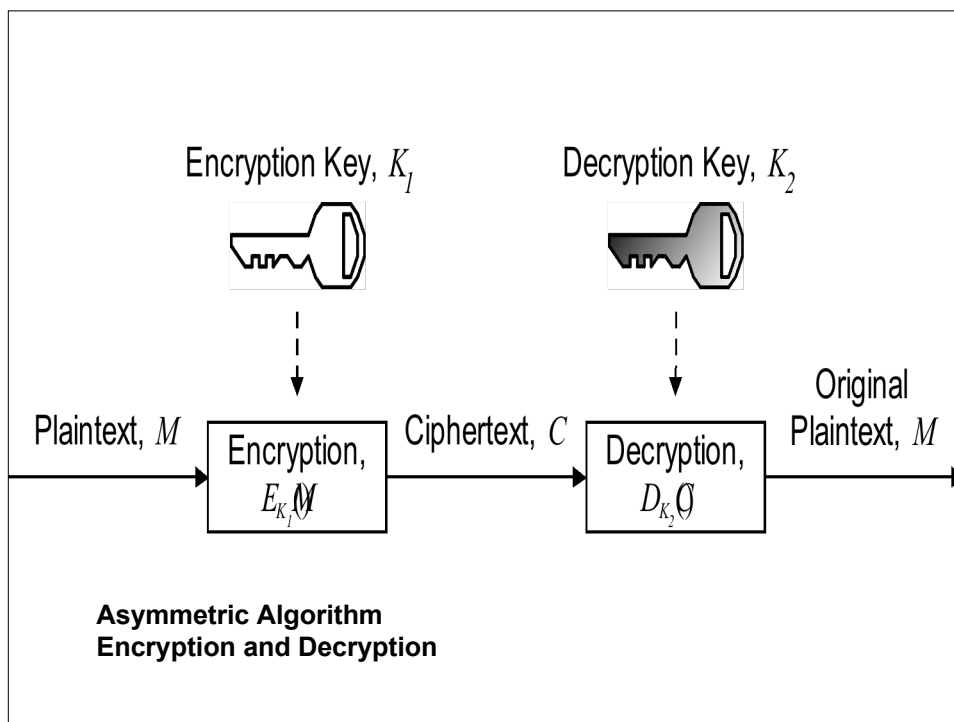 Encryption Key, K1
Decryption Key, K2
Plaintext, M
Encryption,
EK1(M)
Ciphertext, C
Decryption,
DK2(C)
Original
Plaintext, M
Asymmetric Algorithm
Encryption and Decryption